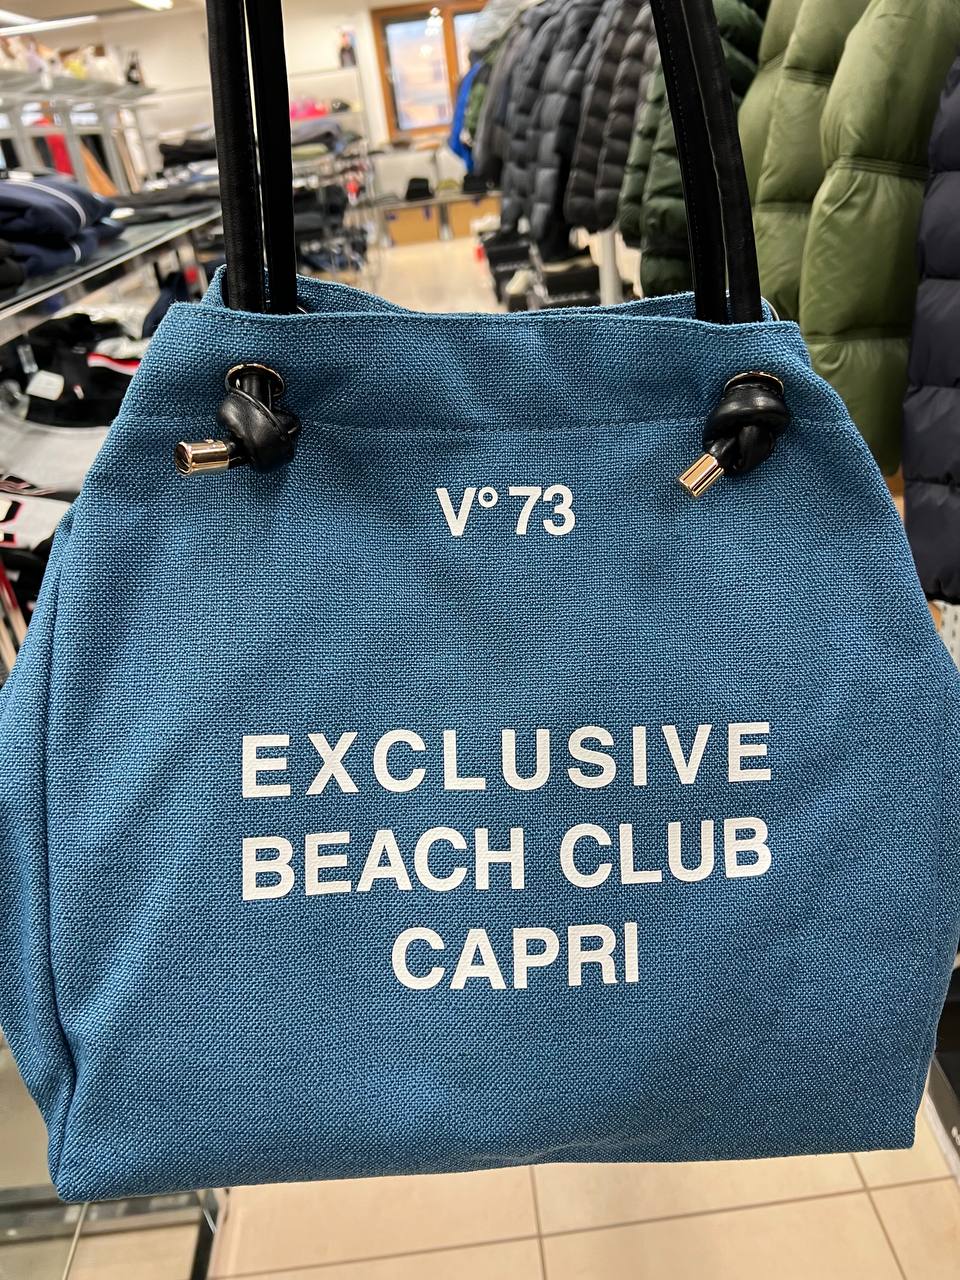 V° 73
EXCLUSIVE
BEACH CLUB
CAPRI